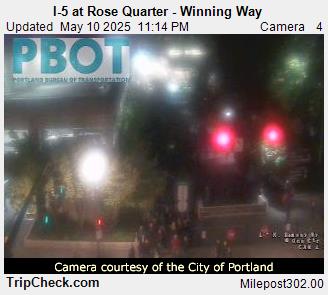 I-5 at Rose Quarter - Winning Way
Updated May 10 2025 11:14 PM Camera 4
PBOT
PORTLAND BUREAU OF TRANSPORTATION
Camera courtesy of the City of Portland
TripCheck.com Milepost302.00